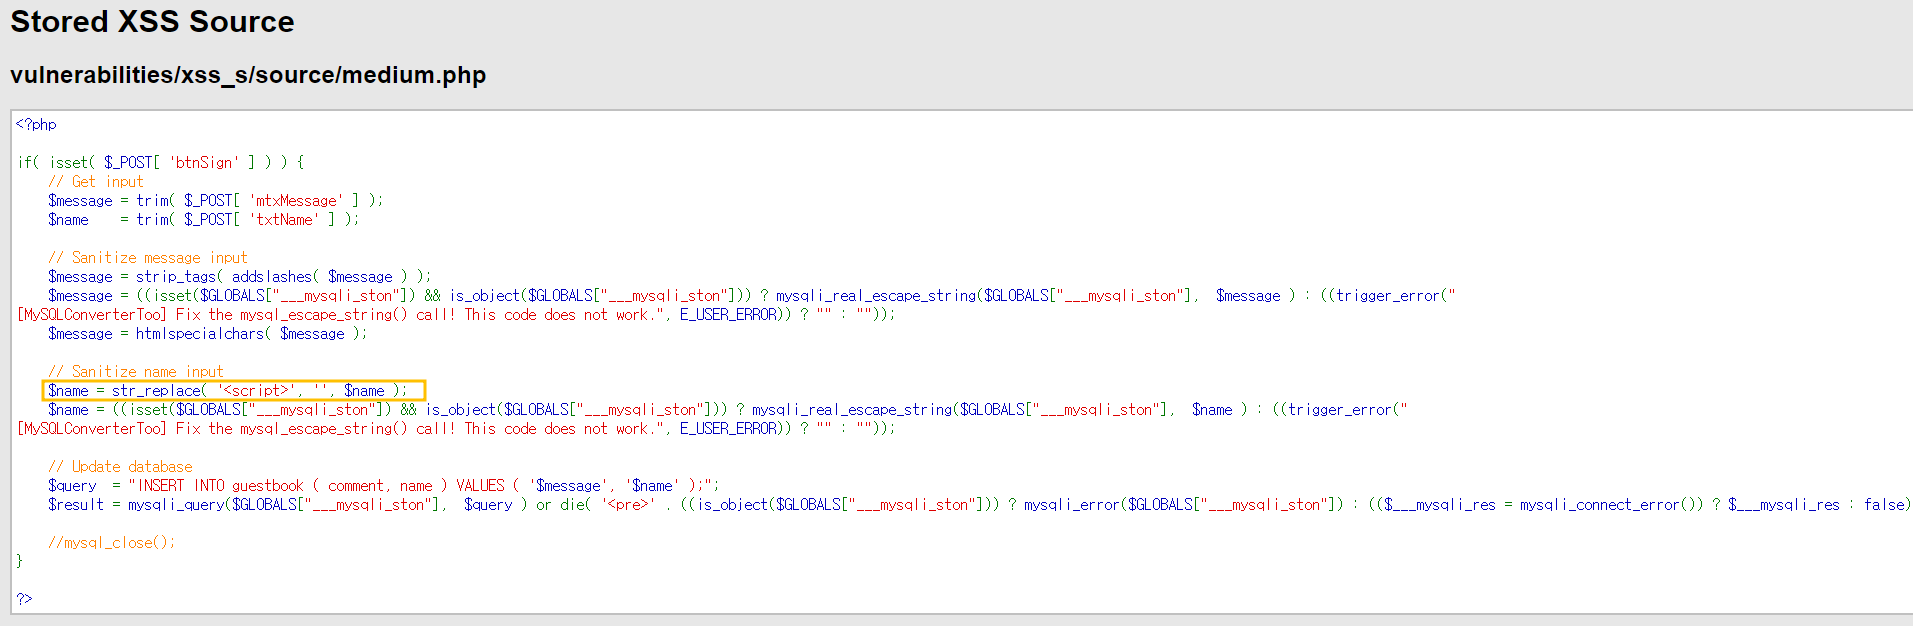 Stored XSS Source
vulnerabilities/xss_s/source/medium.php
<?php
if( isset( $_POST[ 'btnSign' ] ) ) {
    // Get input
    $message = trim( $_POST[ 'mtxMessage' ] );
    $name    = trim( $_POST[ 'txtName' ] );
    // Sanitize message input
    $message = strip_tags( addslashes( $message ) );
    $message = ((isset($GLOBALS["___mysqli_ston"]) && is_object($GLOBALS["___mysqli_ston"])) ? mysqli_real_escape_string($GLOBALS["___mysqli_ston"],  $message ) : ((trigger_error("
[MySQLConverterToo] Fix the mysql_escape_string() call! This code does not work.", E_USER_ERROR)) ? "" : ""));
    $message = htmlspecialchars( $message );
    // Sanitize name input
    $name = str_replace( '<script>', '', $name );
    $name = ((isset($GLOBALS["___mysqli_ston"]) && is_object($GLOBALS["___mysqli_ston"])) ? mysqli_real_escape_string($GLOBALS["___mysqli_ston"],  $name ) : ((trigger_error("
[MySQLConverterToo] Fix the mysql_escape_string() call! This code does not work.", E_USER_ERROR)) ? "" : ""));
    // Update database
    $query  = "INSERT INTO guestbook ( comment, name ) VALUES ( '$message', '$name' );";
    $result = mysqli_query($GLOBALS["___mysqli_ston"],  $query ) or die( '<pre>' . ((is_object($GLOBALS["___mysqli_ston"])) ? mysqli_error($GLOBALS["___mysqli_ston"]) : (($___mysqli_res = mysqli_connect_error()) ? $___mysqli_res : false)
    //mysql_close();
}
?>